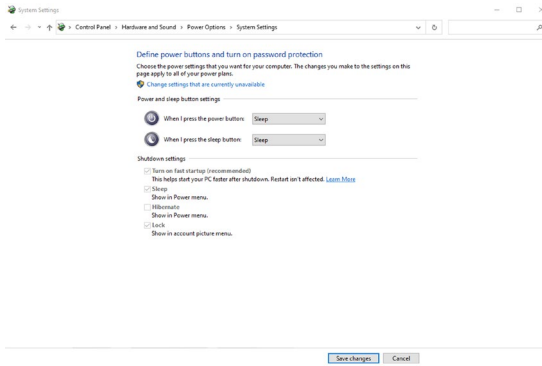 System Settings
Control Panel > Hardware and Sound > Power Options > System Settings
Define power buttons and turn on password protection
Choose the power settings that you want for your computer. The changes you make to the settings on this
page apply to all of your power plans.
Change settings that are currently unavailable
Power and sleep button settings
When I press the power button: Sleep
When I press the sleep button: Sleep
Shutdown settings
Turn on fast startup (recommended)
This helps start your PC faster after shutdown. Restart isn't affected. Learn More
Sleep
Show in Power menu.
Hibernate
Show in Power menu.
Lock
Show in account picture menu.
Save changes Cancel